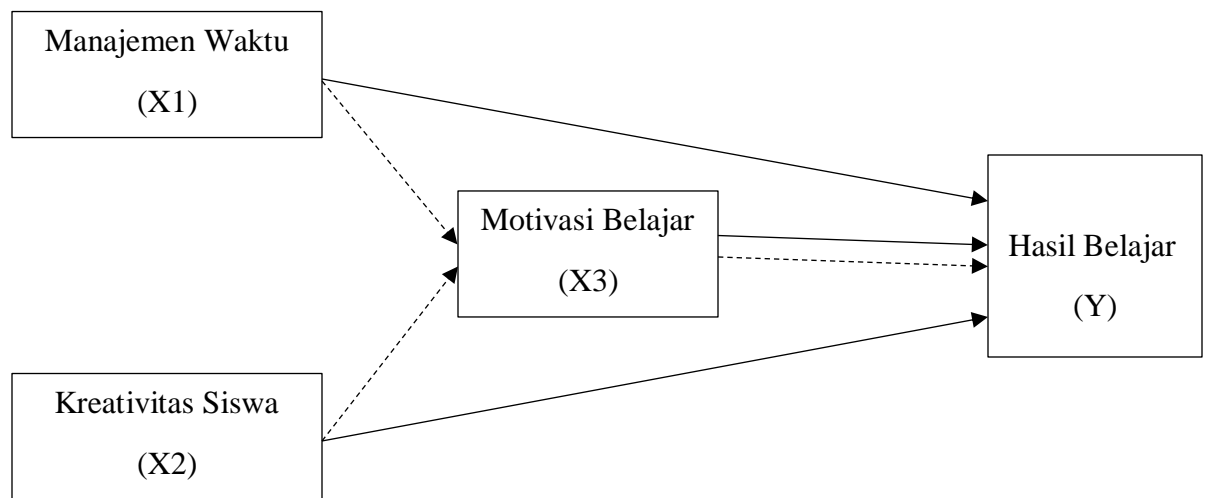 Manajemen Waktu
(X1)
Motivasi Belajar
(X3)
Hasil Belajar
(Y)
Kreativitas Siswa
(X2)